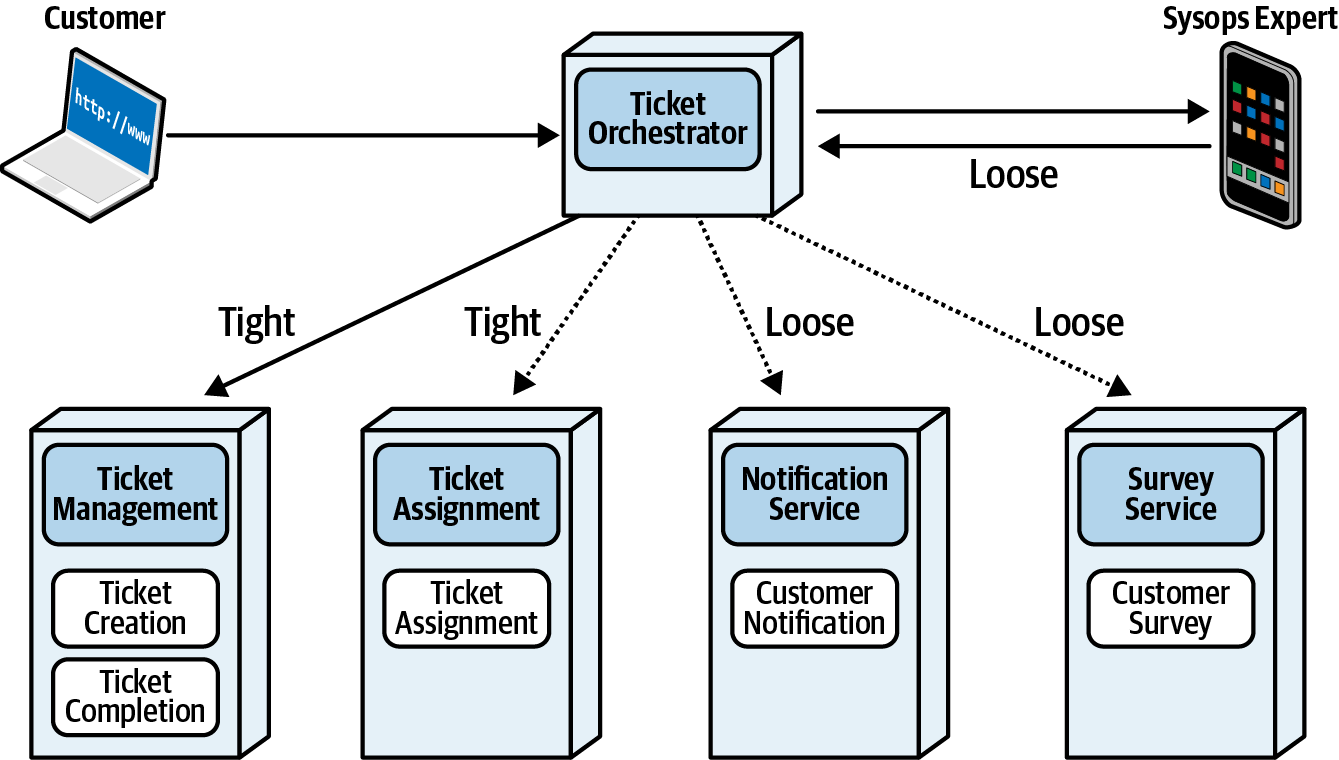 Customer
Sysops Expert
http://www
Ticket
Orchestrator
Loose
Tight
Tight
Loose
Loose
Ticket
Management
Ticket
Assignment
Notification
Service
Survey
Service
Ticket
Creation
Ticket
Assignment
Customer
Notification
Customer
Survey
Ticket
Completion